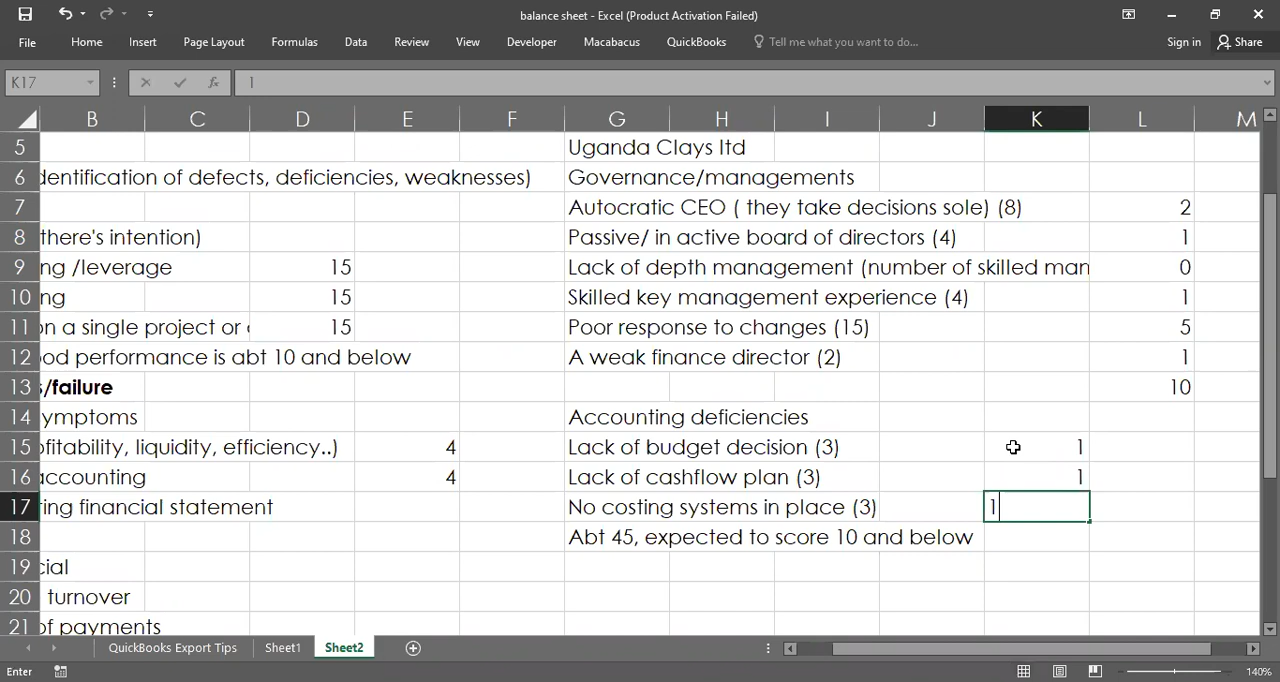 balance sheet - Excel (Product Activation Failed)
File Home Insert Page Layout Formulas Data Review View Developer Macabacus QuickBooks Tell me what you want to do... Sign in Share
K17 fx 1
B C D E F G H I J K L M
5 Uganda Clays ltd
6 dentification of defects, deficiencies, weaknesses) Governance/managements
7 Autocratic CEO ( they take decisions sole) (8) 2
8 there's intention) Passive/ in active board of directors (4) 1
9 ng /leverage 15 Lack of depth management (number of skilled man 0
10 ng 15 Skilled key management experience (4) 1
11 on a single project or 15 Poor response to changes (15) 5
12 od performance is abt 10 and below A weak finance director (2) 1
13 s/failure 10
14 ymptoms Accounting deficiencies
15 ofitability, liquidity, efficiency..) 4 Lack of budget decision (3) 1
16 accounting 4 Lack of cashflow plan (3) 1
17 ring financial statement No costing systems in place (3) 1
18 Abt 45, expected to score 10 and below
19 cial
20 turnover
21 of payments
QuickBooks Export Tips Sheet1 Sheet2
Enter 140%